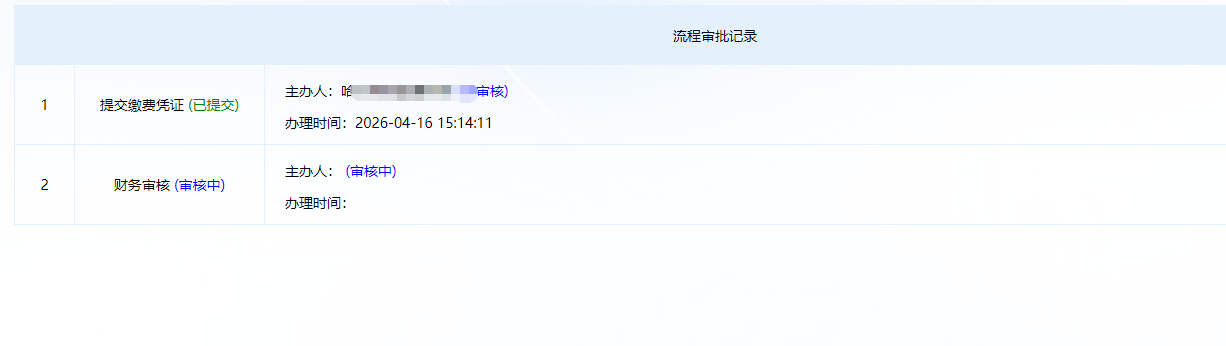 流程审批记录
1
提交缴费凭证 (已提交)
主办人：哈 审核)
办理时间：2026-04-16 15:14:11
2
财务审核 (审核中)
主办人： (审核中)
办理时间：